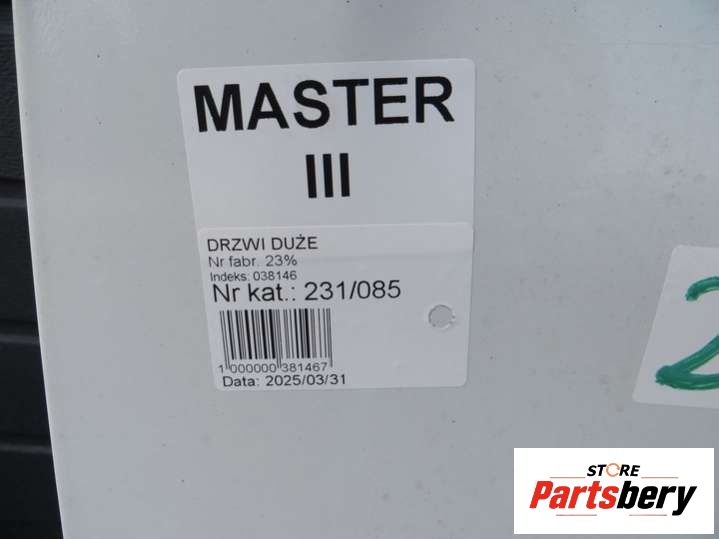 MASTER
III
DRZWI DUŻE
Nr fabr. 23%
Indeks: 038146
Nr kat.: 231/085
1 000000 381467
Data: 2025/03/31
2
STORE
Partsbery